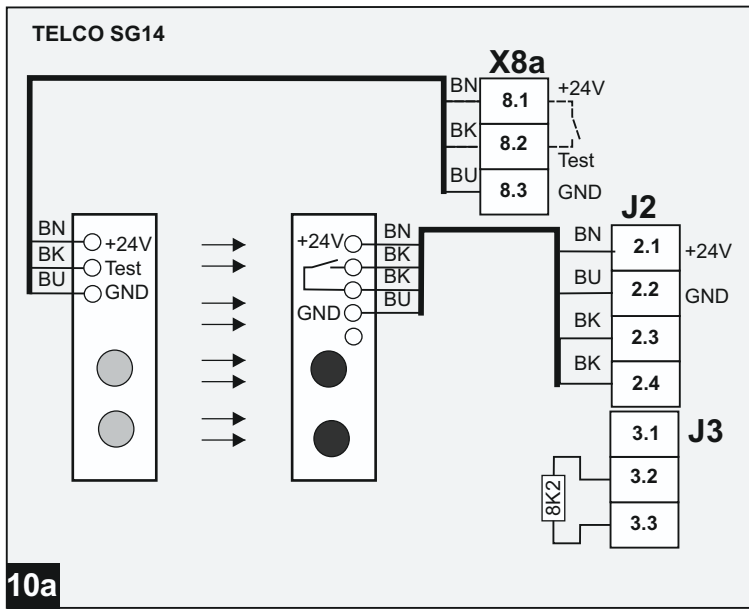 TELCO SG14
X8a
BN 8.1 +24V
BK 8.2 Test
BU 8.3 GND
BN +24V
BK Test
BU GND
+24V BN
BK
BK
GND BU
J2
BN 2.1 +24V
BU 2.2 GND
BK 2.3
BK 2.4
3.1 J3
8K2 3.2
3.3
10a